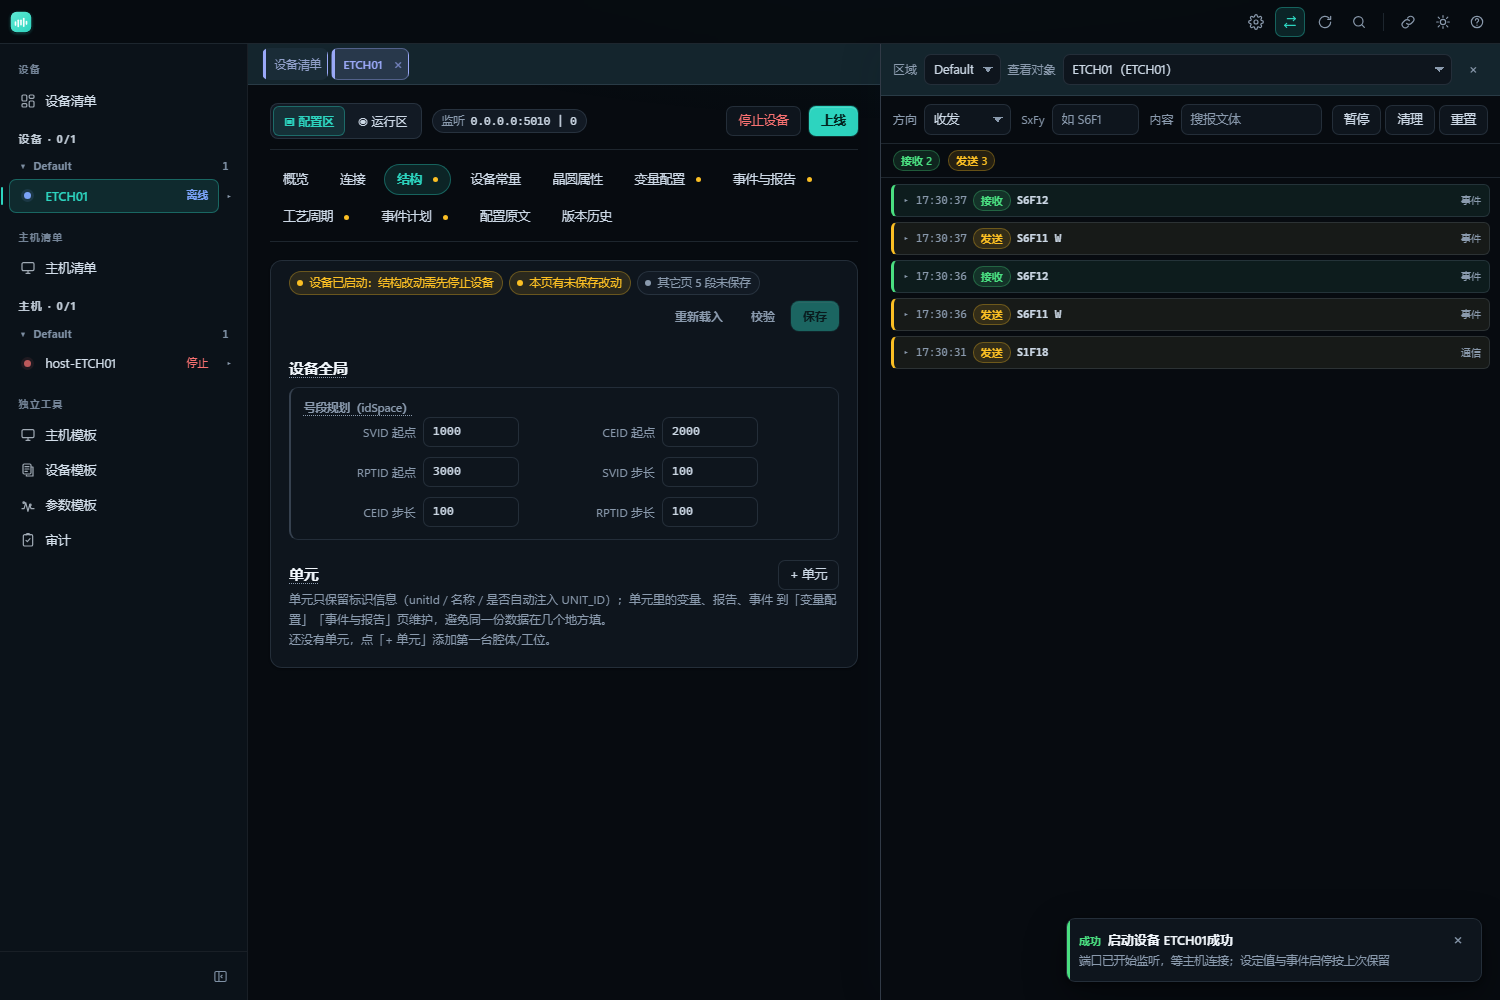 设备
设备清单
设备 · 0/1
Default 1
ETCH01 离线
主机清单
主机清单
主机 · 0/1
Default 1
host-ETCH01 停止
独立工具
主机模板
设备模板
参数模板
审计
设备清单 ETCH01 ×
配置区 运行区 监听 0.0.0.0:5010 | 0 停止设备 上线
概览 连接 结构 设备常量 晶圆属性 变量配置 事件与报告
工艺周期 事件计划 配置原文 版本历史
设备已启动：结构改动需先停止设备 本页有未保存改动 其它页 5 段未保存
重新载入 校验 保存
设备全局
号段规划（idSpace）
SVID 起点 1000 CEID 起点 2000
RPTID 起点 3000 SVID 步长 100
CEID 步长 100 RPTID 步长 100
单元 + 单元
单元只保留标识信息（unitId / 名称 / 是否自动注入 UNIT_ID）；单元里的变量、报告、事件 到「变量配
置」「事件与报告」页维护，避免同一份数据在几个地方填。
还没有单元，点「+ 单元」添加第一台腔体/工位。
区域 Default 查看对象 ETCH01（ETCH01） ×
方向 收发 SxFy 如 S6F1 内容 搜报文体 暂停 清理 重置
接收 2 发送 3
17:30:37 接收 S6F12 事件
17:30:37 发送 S6F11 W 事件
17:30:36 接收 S6F12 事件
17:30:36 发送 S6F11 W 事件
17:30:31 发送 S1F18 通信
成功 启动设备 ETCH01成功 ×
端口已开始监听，等主机连接；设定值与事件启停按上次保留